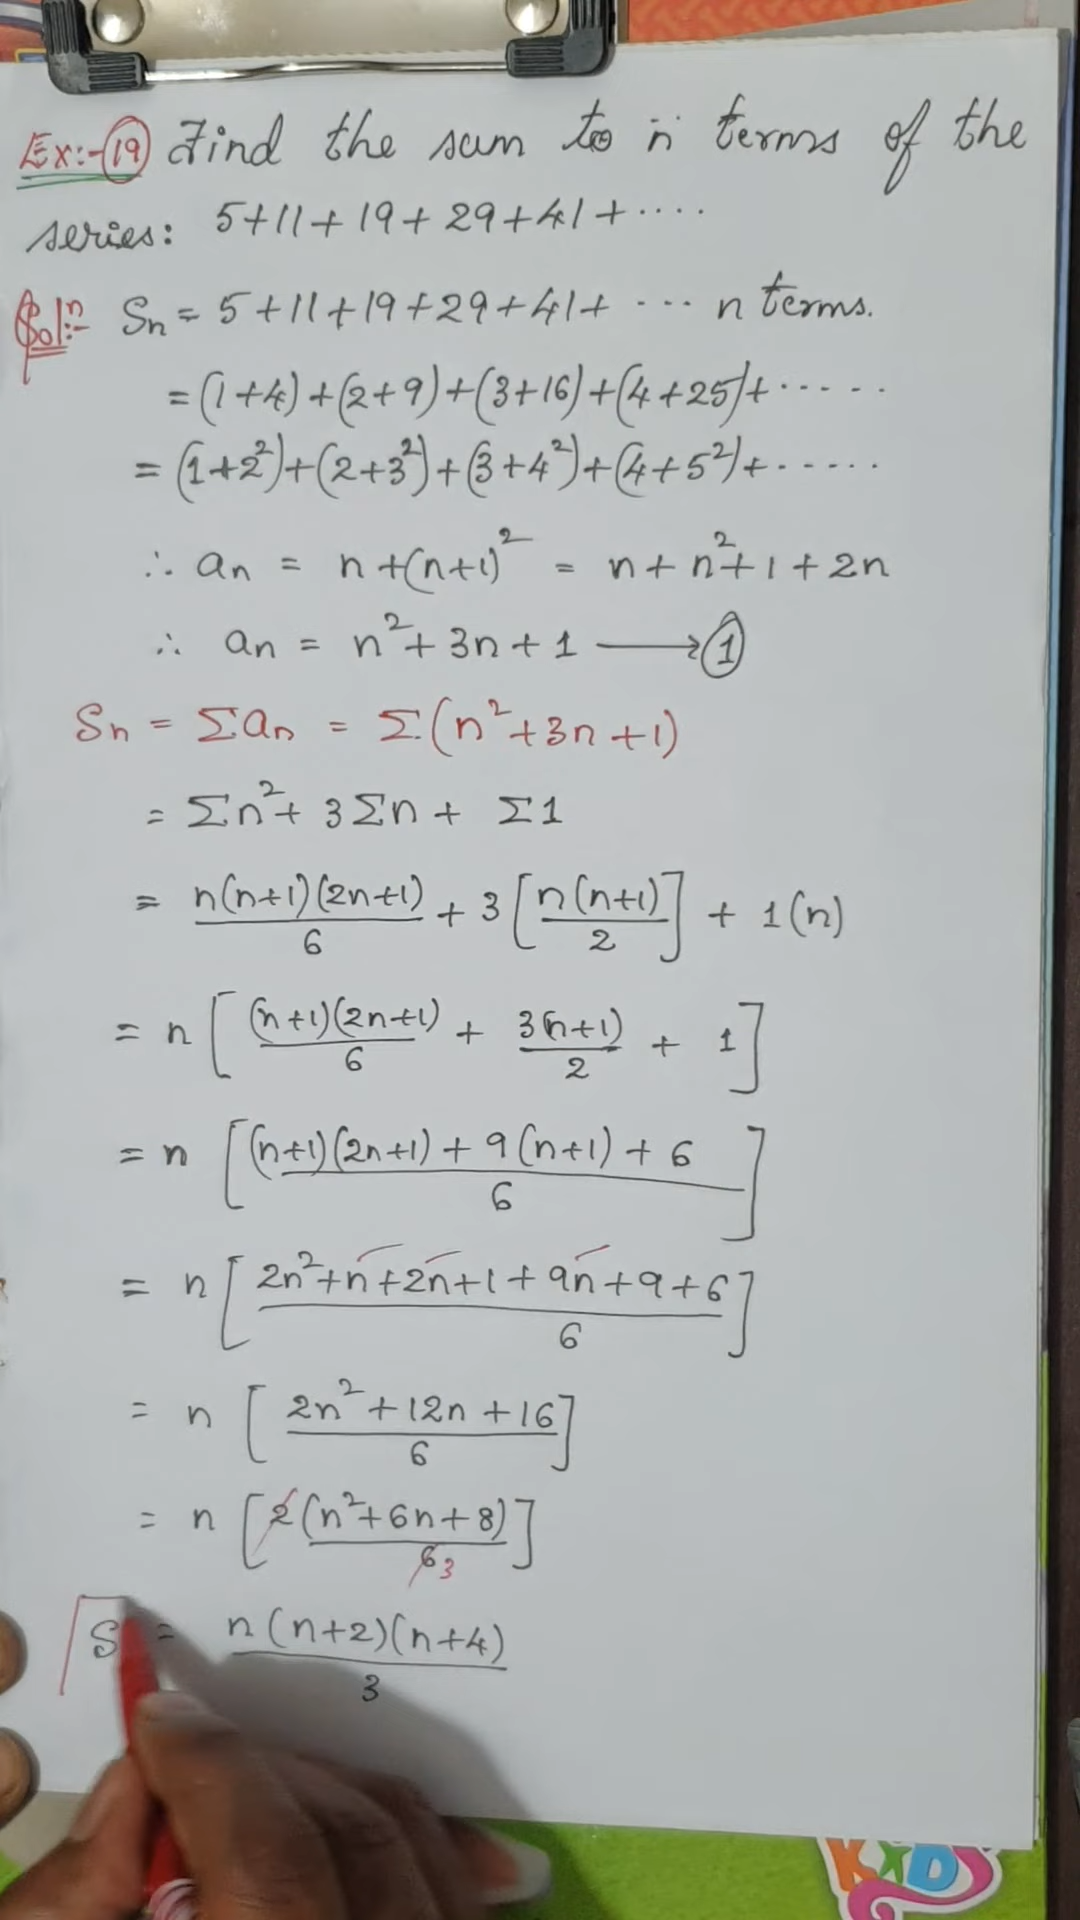 Ex:-(19) Find the sum to n terms of the
series: 5+11+19+29+41+....
Solⁿ:- Sn = 5+11+19+29+41+ ... n terms.
= (1+4)+(2+9)+(3+16)+(4+25)+.....
= (1+2²)+(2+3²)+(3+4²)+(4+5²)+.....
∴ an = n+(n+1)² = n+n²+1+2n
∴ an = n²+3n+1 ⟶ ①
Sn = Σan = Σ(n²+3n+1)
= Σn²+3Σn+Σ1
= n(n+1)(2n+1)/6 + 3[n(n+1)/2] + 1(n)
= n[(n+1)(2n+1)/6 + 3(n+1)/2 + 1]
= n[((n+1)(2n+1)+9(n+1)+6)/6]
= n[(2n²+n+2n+1+9n+9+6)/6]
= n[(2n²+12n+16)/6]
= n[2(n²+6n+8)/6 3]
S = n(n+2)(n+4)/3
KiDS